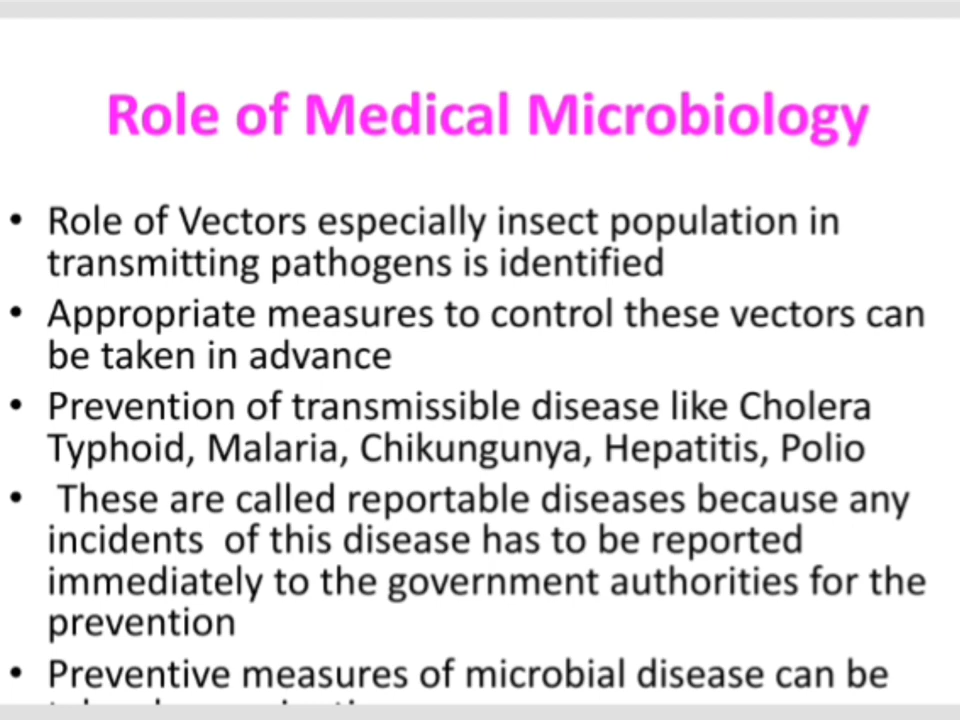 Role of Medical Microbiology
• Role of Vectors especially insect population in
transmitting pathogens is identified
• Appropriate measures to control these vectors can
be taken in advance
• Prevention of transmissible disease like Cholera
Typhoid, Malaria, Chikungunya, Hepatitis, Polio
• These are called reportable diseases because any
incidents  of this disease has to be reported
immediately to the government authorities for the
prevention
• Preventive measures of microbial disease can be